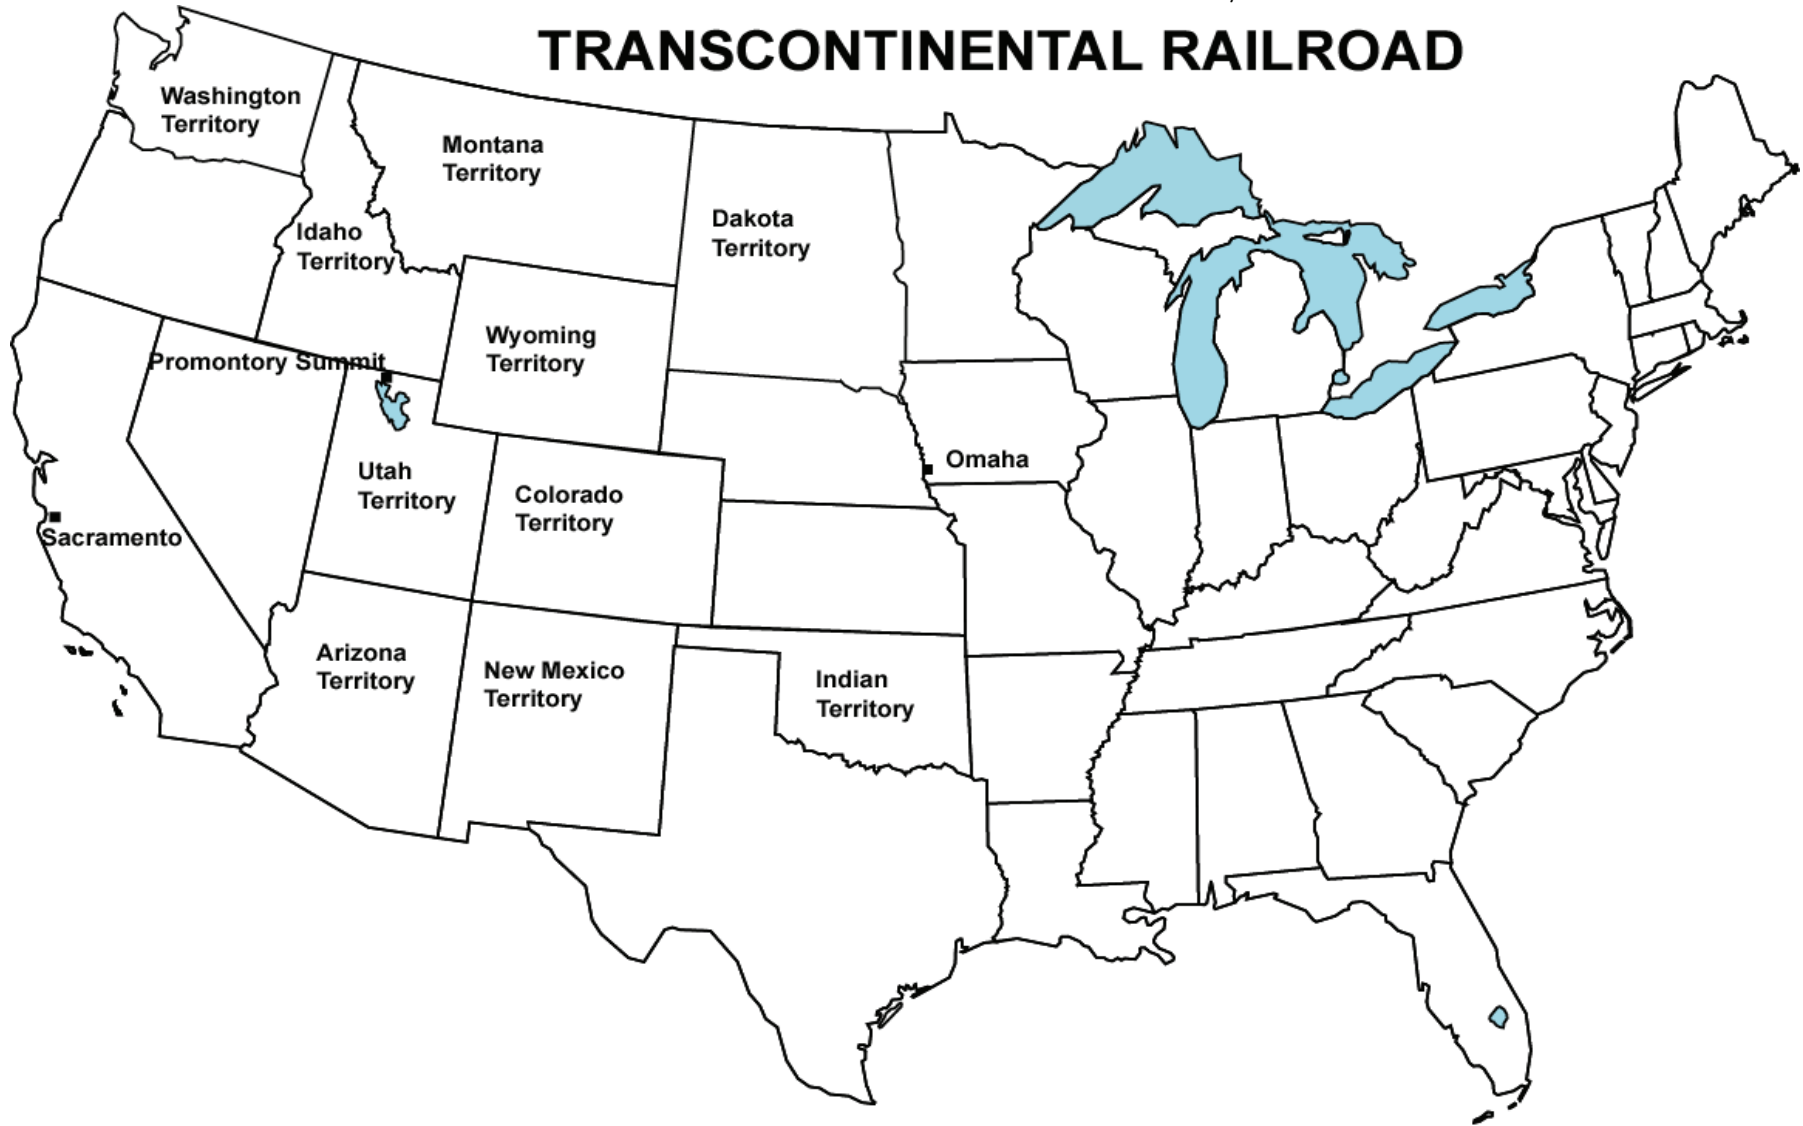 TRANSCONTINENTAL RAILROAD
Washington
Territory
Montana
Territory
Dakota
Territory
Idaho
Territory
Wyoming
Territory
Promontory Summit
Omaha
Utah
Territory
Colorado
Territory
Sacramento
Arizona
Territory
New Mexico
Territory
Indian
Territory